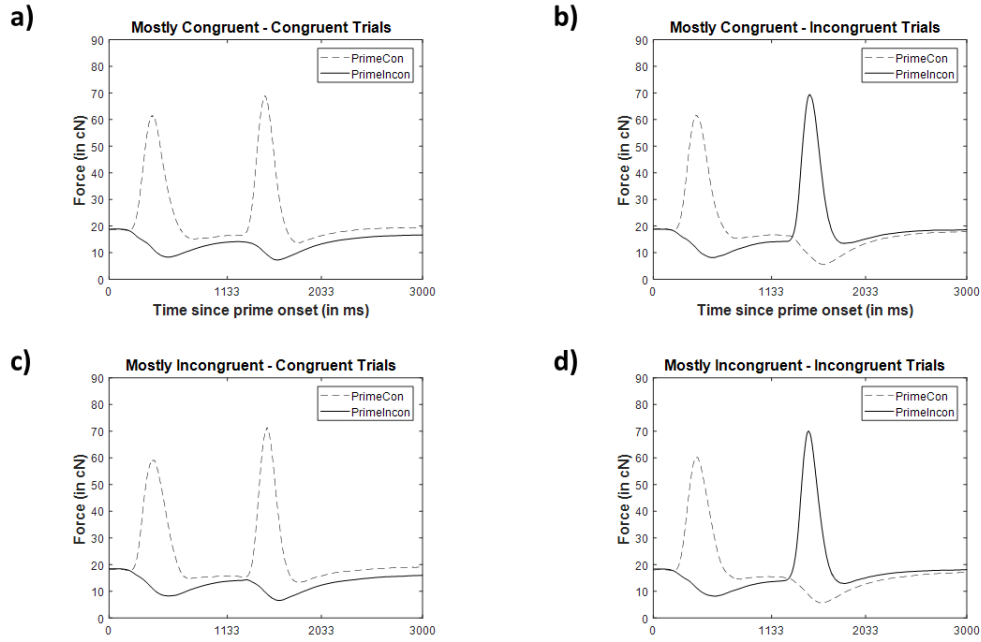 a)
Mostly Congruent - Congruent Trials
90
80
70
60
50
40
30
20
10
0
Force (in cN)
PrimeCon
PrimeIncon
0 1133 2033 3000
Time since prime onset (in ms)
b)
Mostly Congruent - Incongruent Trials
90
80
70
60
50
40
30
20
10
0
Force (in cN)
PrimeCon
PrimeIncon
0 1133 2033 3000
Time since prime onset (in ms)
c)
Mostly Incongruent - Congruent Trials
90
80
70
60
50
40
30
20
10
0
Force (in cN)
PrimeCon
PrimeIncon
0 1133 2033 3000
d)
Mostly Incongruent - Incongruent Trials
90
80
70
60
50
40
30
20
10
0
Force (in cN)
PrimeCon
PrimeIncon
0 1133 2033 3000